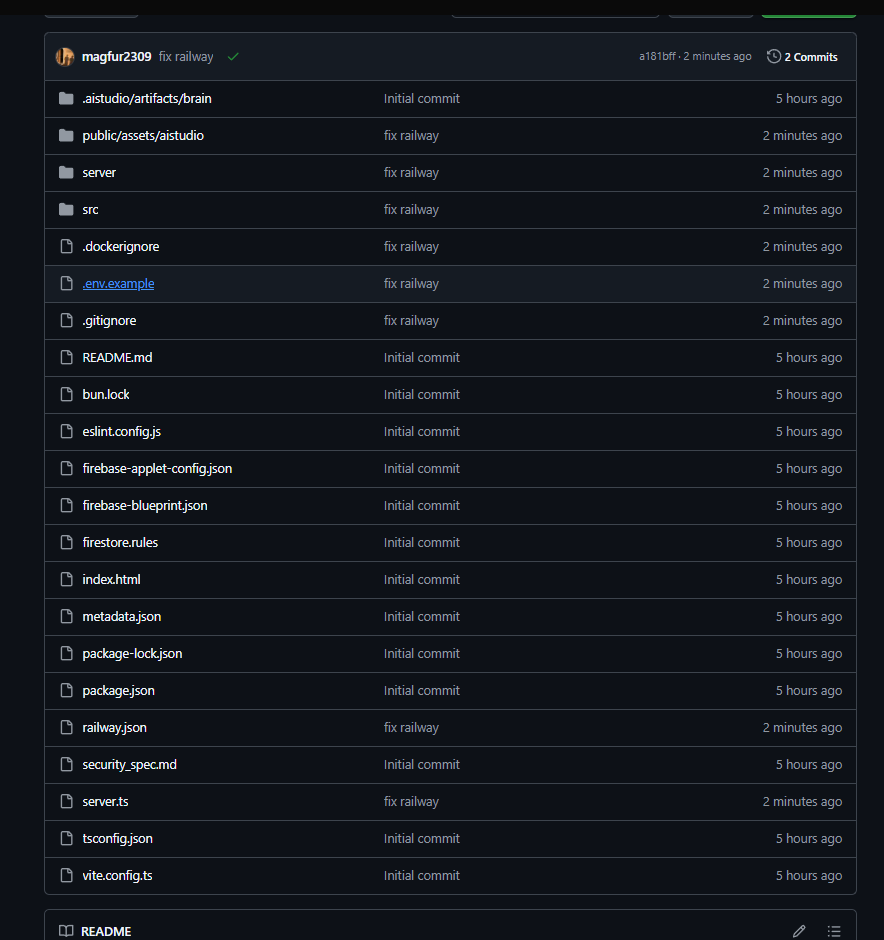 magfur2309 fix railway a181bff · 2 minutes ago 2 Commits
.aistudio/artifacts/brain Initial commit 5 hours ago
public/assets/aistudio fix railway 2 minutes ago
server fix railway 2 minutes ago
src fix railway 2 minutes ago
.dockerignore fix railway 2 minutes ago
.env.example fix railway 2 minutes ago
.gitignore fix railway 2 minutes ago
README.md Initial commit 5 hours ago
bun.lock Initial commit 5 hours ago
eslint.config.js Initial commit 5 hours ago
firebase-applet-config.json Initial commit 5 hours ago
firebase-blueprint.json Initial commit 5 hours ago
firestore.rules Initial commit 5 hours ago
index.html Initial commit 5 hours ago
metadata.json Initial commit 5 hours ago
package-lock.json Initial commit 5 hours ago
package.json Initial commit 5 hours ago
railway.json fix railway 2 minutes ago
security_spec.md Initial commit 5 hours ago
server.ts fix railway 2 minutes ago
tsconfig.json Initial commit 5 hours ago
vite.config.ts Initial commit 5 hours ago
README